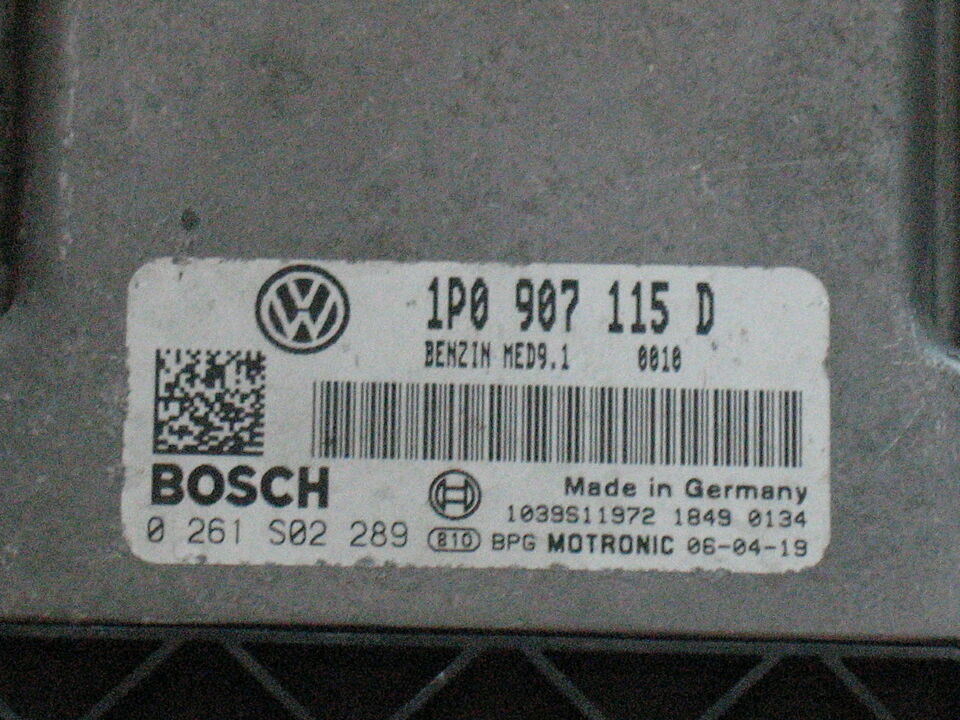 VW
1P0 907 115 D
BENZIN MED9.1 0010
BOSCH
Made in Germany
1039S11972 1849 0134
0 261 S02 289 810 BPG MOTRONIC 06-04-19